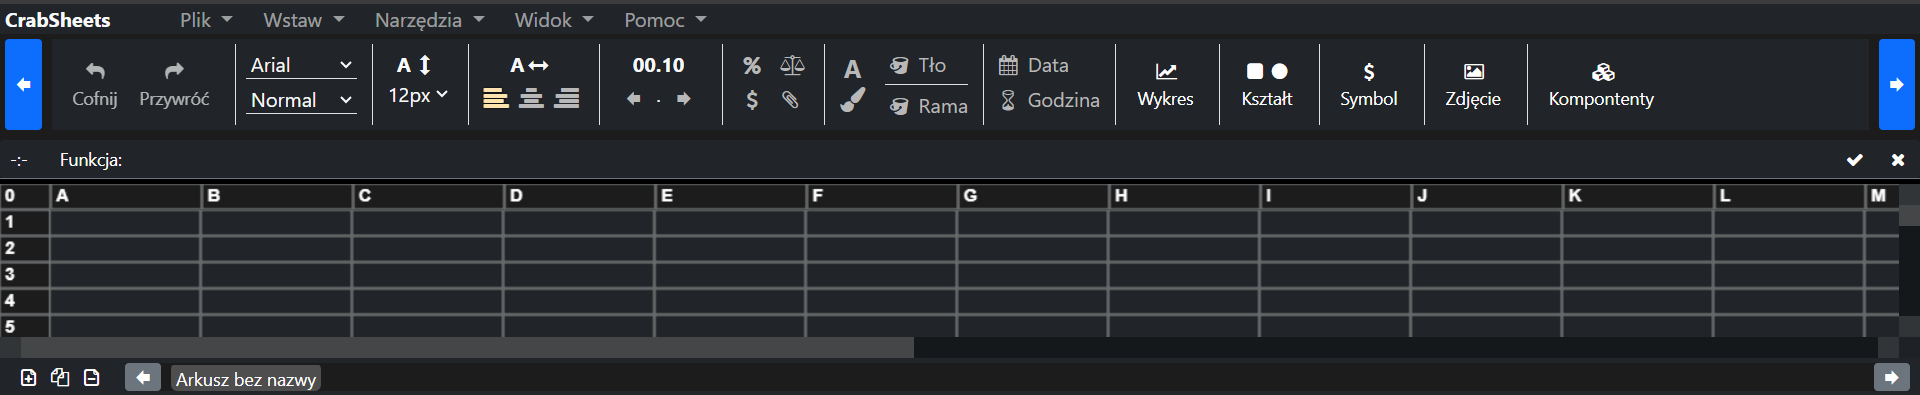 CrabSheets Plik Wstaw Narzędzia Widok Pomoc
Cofnij Przywróć
Arial
Normal
A
12px
A
00.10
%
$
A
Tło
Rama
Data
Godzina
Wykres
Kształt
$
Symbol
Zdjęcie
Kompontenty
-:- Funkcja:
0 A B C D E F G H I J K L M
1
2
3
4
5
Arkusz bez nazwy